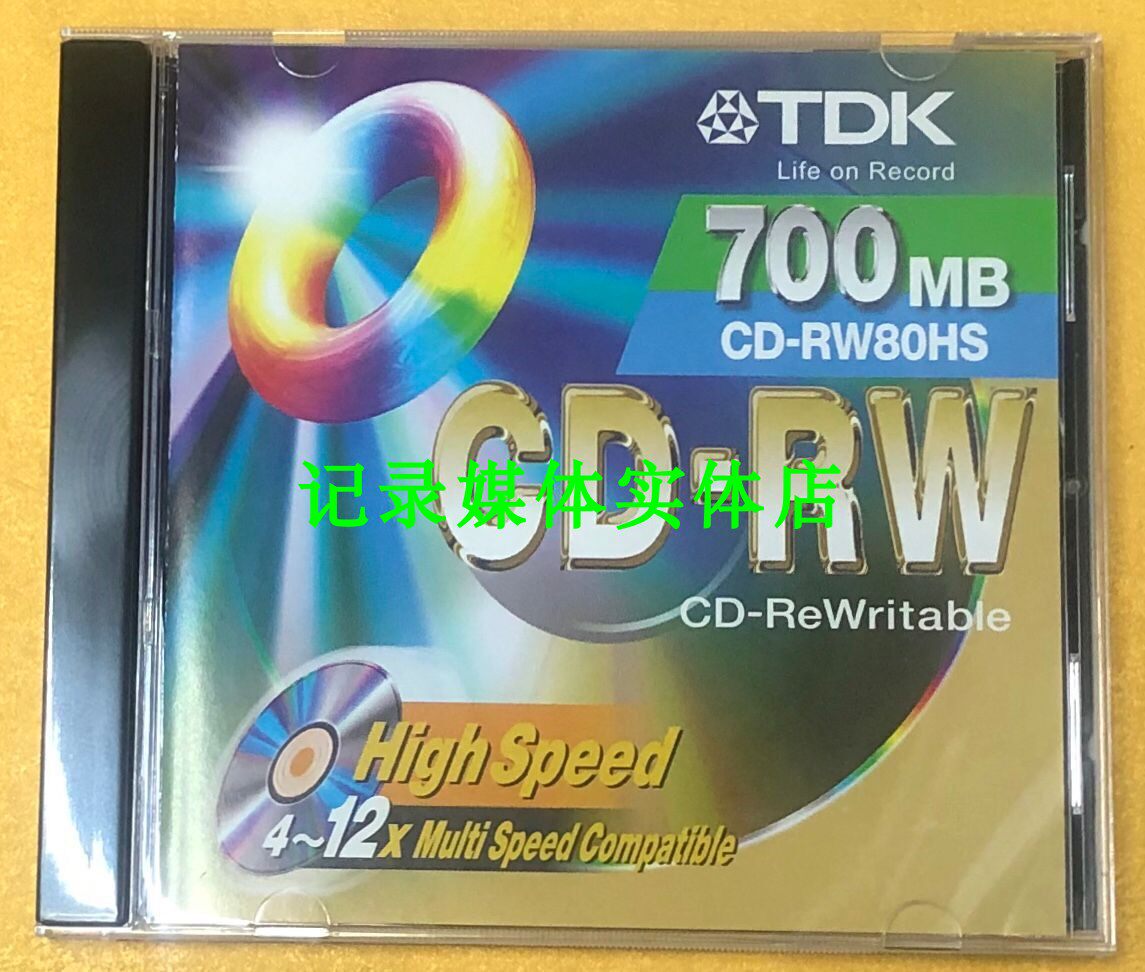 TDK
Life on Record
700 MB
CD-RW80HS
CD-RW
记录媒体实体店
CD-ReWritable
High Speed
4~12x Multi Speed Compatible